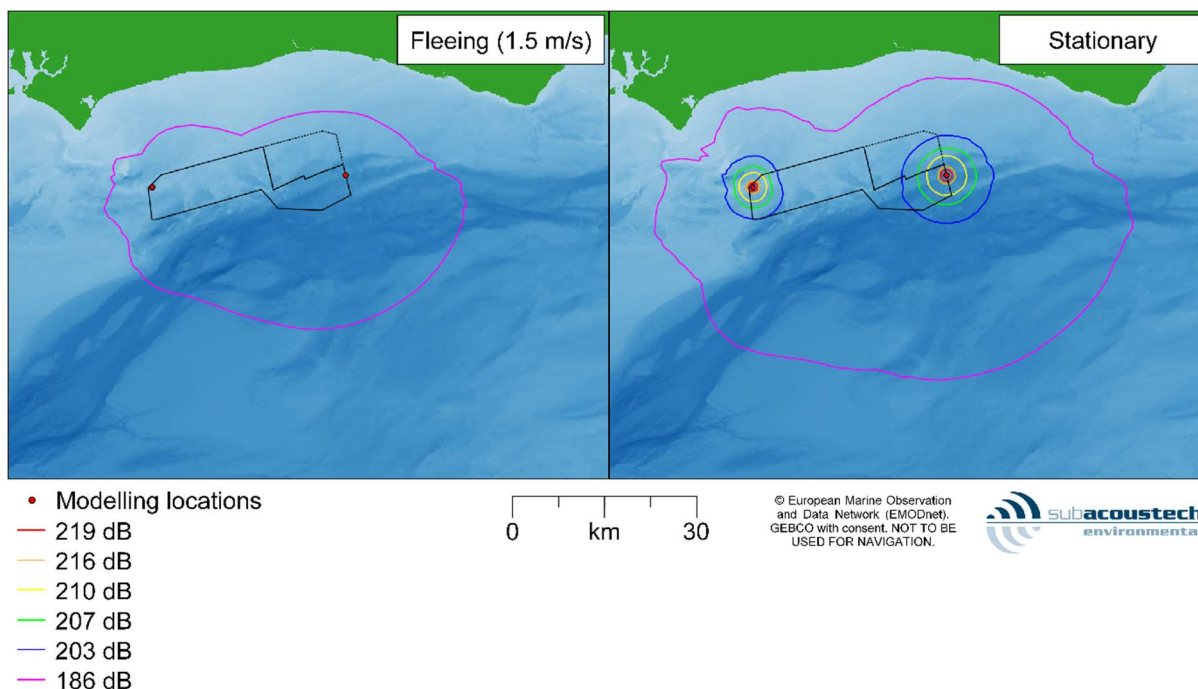 Fleeing (1.5 m/s)
Stationary
Modelling locations
219 dB
216 dB
210 dB
207 dB
203 dB
186 dB
0 km 30
© European Marine Observation
and Data Network (EMODnet).
GEBCO with consent. NOT TO BE
USED FOR NAVIGATION.
subacoustech
environmental